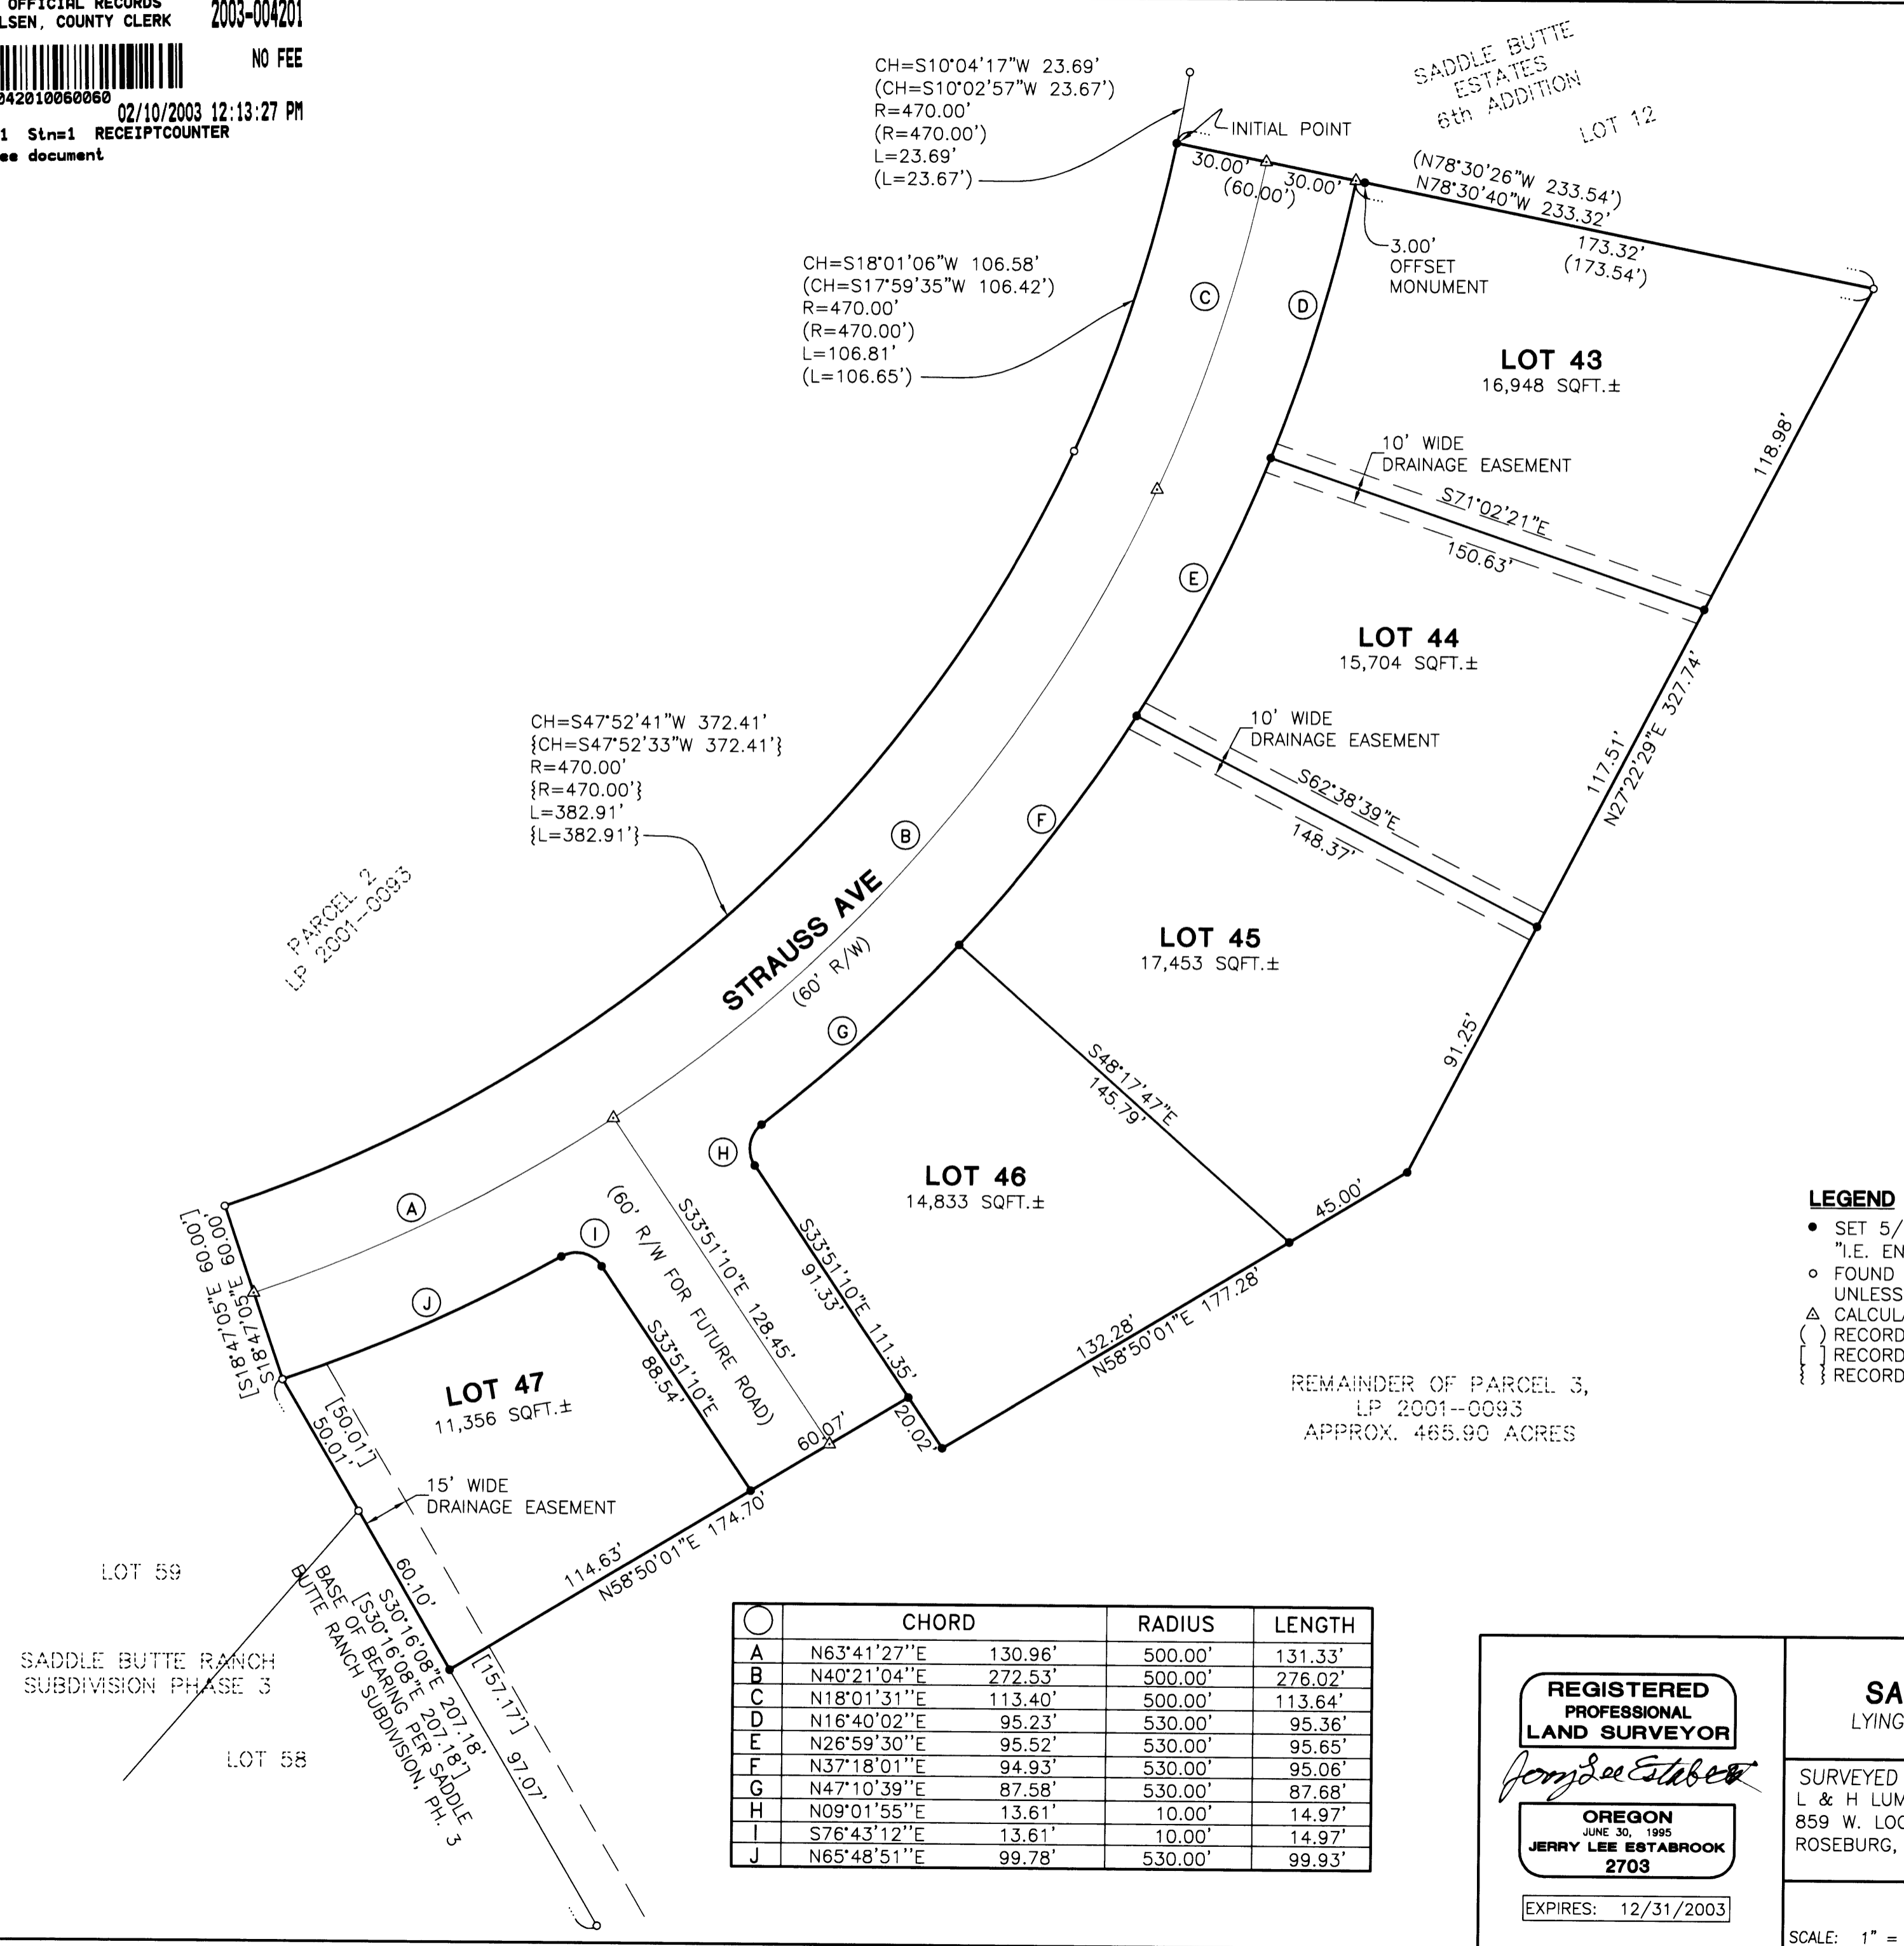 OFFICIAL RECORDS
LSEN, COUNTY CLERK
2003-004201
NO FEE
042010060060
02/10/2003 12:13:27 PM
1 Stn=1 RECEIPTCOUNTER
ee document
CH=S10°04'17"W 23.69'
(CH=S10°02'57"W 23.67')
R=470.00'
(R=470.00')
L=23.69'
(L=23.67')
INITIAL POINT
SADDLE BUTTE
ESTATES
6th ADDITION
LOT 12
30.00'
30.00'
(60.00')
(N78°30'26"W 233.54')
N78°30'40"W 233.32'
173.32'
(173.54')
3.00'
OFFSET
MONUMENT
CH=S18°01'06"W 106.58'
(CH=S17°59'35"W 106.42')
R=470.00'
(R=470.00')
L=106.81'
(L=106.65')
C
D
LOT 43
16,948 SQFT.±
118.98'
10' WIDE
DRAINAGE EASEMENT
S71°02'21"E
150.63'
E
LOT 44
15,704 SQFT.±
117.51'
N27°22'29"E 327.74'
10' WIDE
DRAINAGE EASEMENT
S62°38'39"E
148.37'
CH=S47°52'41"W 372.41'
{CH=S47°52'33"W 372.41'}
R=470.00'
{R=470.00'}
L=382.91'
{L=382.91'}
B
F
PARCEL 2
LP 2001--0093
STRAUSS AVE
(60' R/W)
LOT 45
17,453 SQFT.±
91.25'
G
S48°17'47"E
145.79'
H
LOT 46
14,833 SQFT.±
45.00'
A
I
J
S18°47'05"E 60.00'
[S18°47'05"E 60.00']
S33°51'10"E 128.45'
(60' R/W FOR FUTURE ROAD)
S33°51'10"E 111.35'
91.33'
S33°51'10"E
88.54'
132.28'
N58°50'01"E 177.28'
LEGEND
SET 5/
"I.E. EN
FOUND
UNLESS
CALCUL
( ) RECORD
[ ] RECORD
{ } RECORD
LOT 47
11,356 SQFT.±
60.07'
20.02'
REMAINDER OF PARCEL 3,
LP 2001--0093
APPROX. 465.90 ACRES
[50.01']
50.01'
15' WIDE
DRAINAGE EASEMENT
114.63'
N58°50'01"E 174.70'
LOT 59
60.10'
S30°16'08"E 207.18'
[S30°16'08"E 207.18']
BASE OF BEARING PER SADDLE
BUTTE RANCH SUBDIVISION, PH. 3
[157.17']
97.07'
SADDLE BUTTE RANCH
SUBDIVISION PHASE 3
LOT 58
CHORD RADIUS LENGTH
A N63°41'27''E 130.96' 500.00' 131.33'
B N40°21'04''E 272.53' 500.00' 276.02'
C N18°01'31''E 113.40' 500.00' 113.64'
D N16°40'02''E 95.23' 530.00' 95.36'
E N26°59'30''E 95.52' 530.00' 95.65'
F N37°18'01''E 94.93' 530.00' 95.06'
G N47°10'39''E 87.58' 530.00' 87.68'
H N09°01'55''E 13.61' 10.00' 14.97'
I S76°43'12''E 13.61' 10.00' 14.97'
J N65°48'51''E 99.78' 530.00' 99.93'
REGISTERED
PROFESSIONAL
LAND SURVEYOR
Jerry Lee Estabrook
OREGON
JUNE 30, 1995
JERRY LEE ESTABROOK
2703
EXPIRES: 12/31/2003
SA
LYING
SURVEYED
L & H LUM
859 W. LOC
ROSEBURG,
SCALE: 1" =